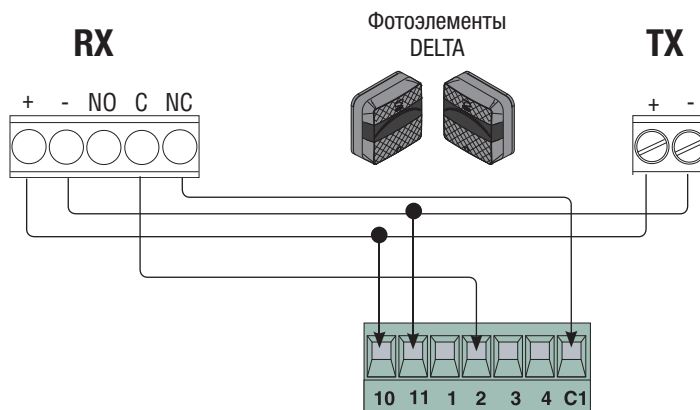 Фотоэлементы
DELTA
RX
TX
+ - NO C NC
+ -
10 11 1 2 3 4 C1